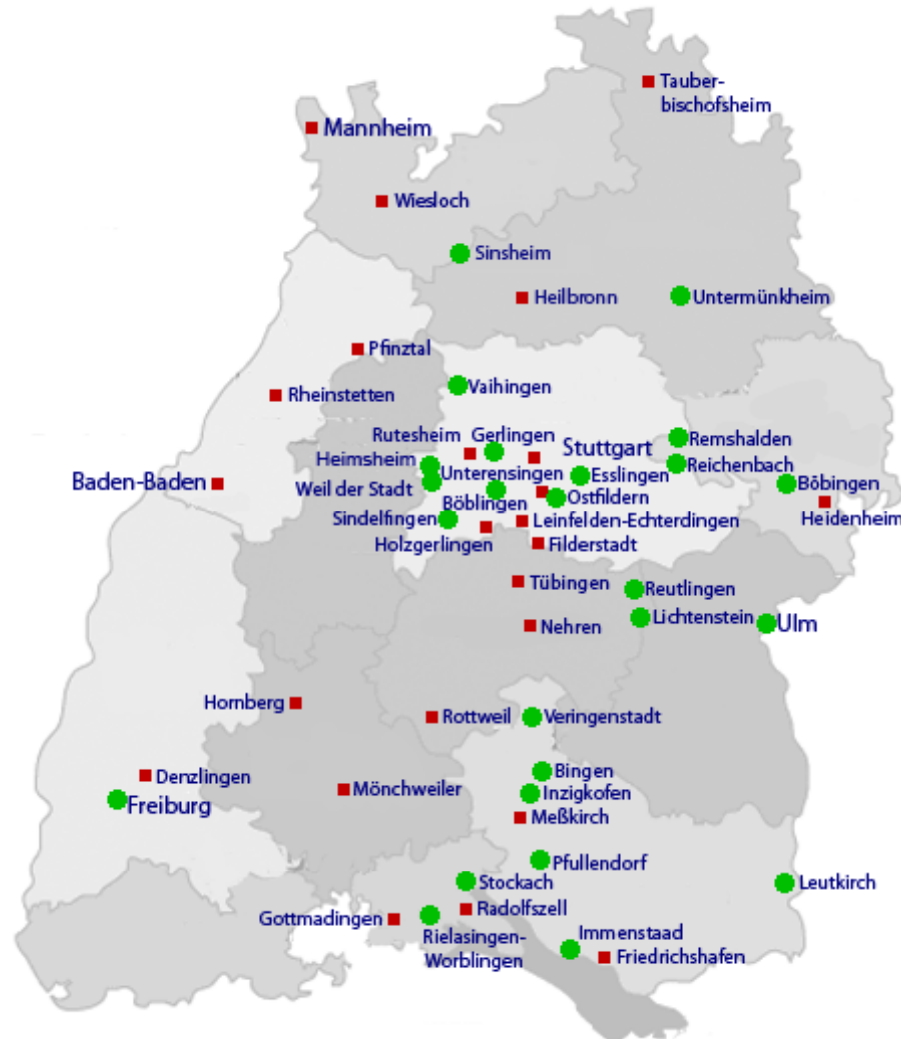 Tauber-
bischofsheim
Mannheim
Wiesloch
Sinsheim
Heilbronn
Untermünkheim
Pfinztal
Vaihingen
Rheinstetten
Rutesheim
Gerlingen
Stuttgart
Remshalden
Heimsheim
Unterensingen
Esslingen
Reichenbach
Baden-Baden
Weil der Stadt
Böblingen
Ostfildern
Böbingen
Heidenheim
Sindelfingen
Leinfelden-Echterdingen
Holzgerlingen
Filderstadt
Tübingen
Reutlingen
Nehren
Lichtenstein
Ulm
Hornberg
Rottweil
Veringenstadt
Denzlingen
Freiburg
Mönchweiler
Bingen
Inzigkofen
Meßkirch
Pfullendorf
Stockach
Leutkirch
Gottmadingen
Radolfszell
Rielasingen-
Worblingen
Immenstaad
Friedrichshafen